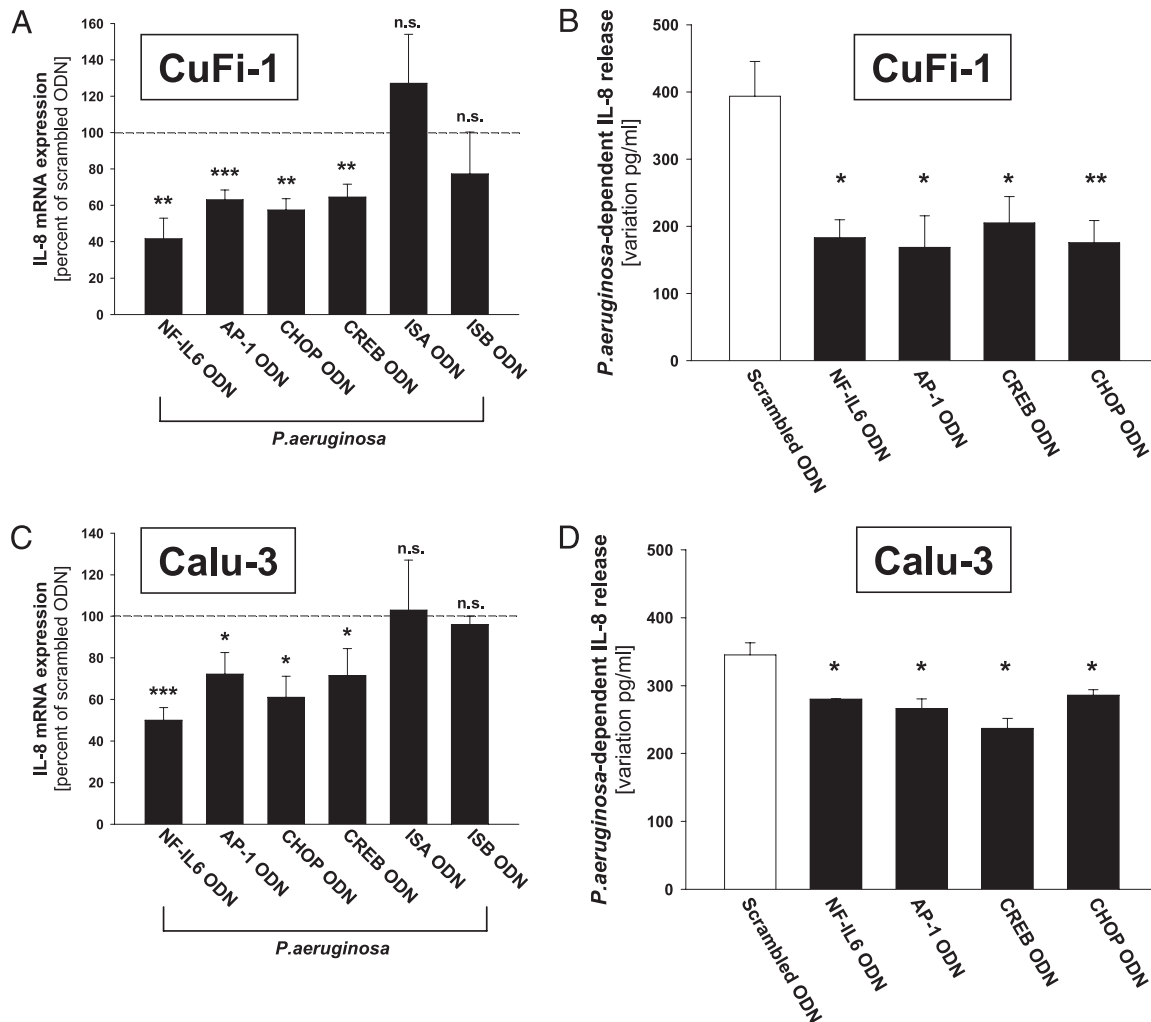 A
CuFi-1
IL-8 mRNA expression
[percent of scrambled ODN]
160
140
120
100
80
60
40
20
0
**
***
**
**
n.s.
n.s.
NF-IL6 ODN
AP-1 ODN
CHOP ODN
CREB ODN
ISA ODN
ISB ODN
P.aeruginosa
B
CuFi-1
P.aeruginosa-dependent IL-8 release
[variation pg/ml]
500
400
300
200
100
0
*
*
*
**
Scrambled ODN
NF-IL6 ODN
AP-1 ODN
CREB ODN
CHOP ODN
C
Calu-3
IL-8 mRNA expression
[percent of scrambled ODN]
140
120
100
80
60
40
20
0
***
*
*
*
n.s.
n.s.
NF-IL6 ODN
AP-1 ODN
CHOP ODN
CREB ODN
ISA ODN
ISB ODN
P.aeruginosa
D
Calu-3
P.aeruginosa-dependent IL-8 release
[variation pg/ml]
500
400
300
200
100
0
*
*
*
*
Scrambled ODN
NF-IL6 ODN
AP-1 ODN
CREB ODN
CHOP ODN